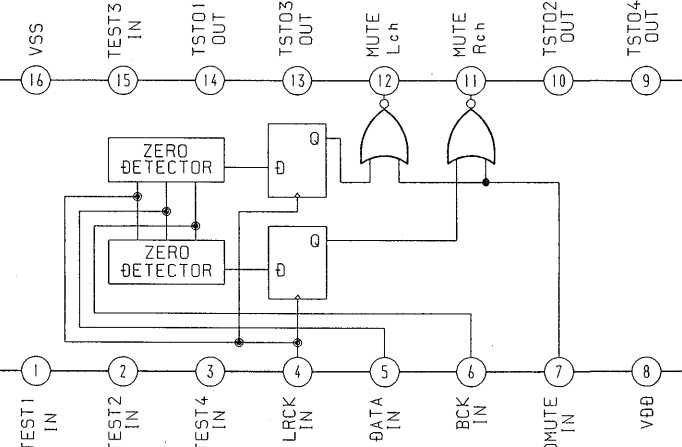 VSS
TEST3
IN
TSTO1
OUT
TSTO3
OUT
MUTE
Lch
MUTE
Rch
TSTO2
OUT
TSTO4
OUT
16
15
14
13
12
11
10
9
ZERO
DETECTOR
D
Q
ZERO
DETECTOR
D
Q
1
2
3
4
5
6
7
8
TEST1
IN
TEST2
IN
TEST4
IN
LRCK
IN
DATA
IN
BCK
IN
DMUTE
IN
VDD